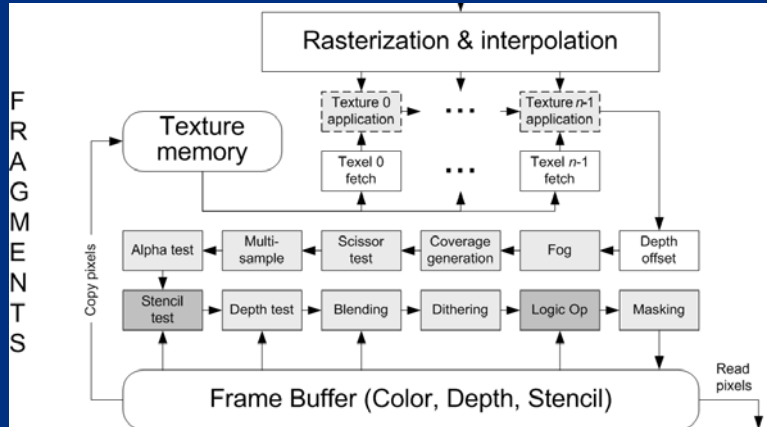 Rasterization & interpolation
FRAGMENTS
Texture 0
application
...
Texture n-1
application
Texture
memory
Texel 0
fetch
...
Texel n-1
fetch
Copy pixels
Alpha test
Multi-
sample
Scissor
test
Coverage
generation
Fog
Depth
offset
Stencil
test
Depth test
Blending
Dithering
Logic Op
Masking
Frame Buffer (Color, Depth, Stencil)
Read
pixels